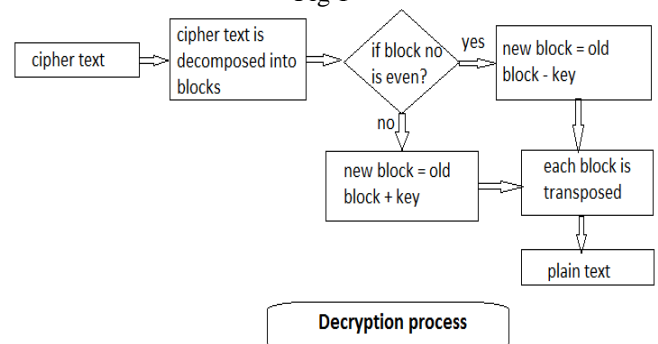 cipher text
cipher text is
decomposed into
blocks
if block no
is even?
yes
new block = old
block - key
no
new block = old
block + key
each block is
transposed
plain text
Decryption process